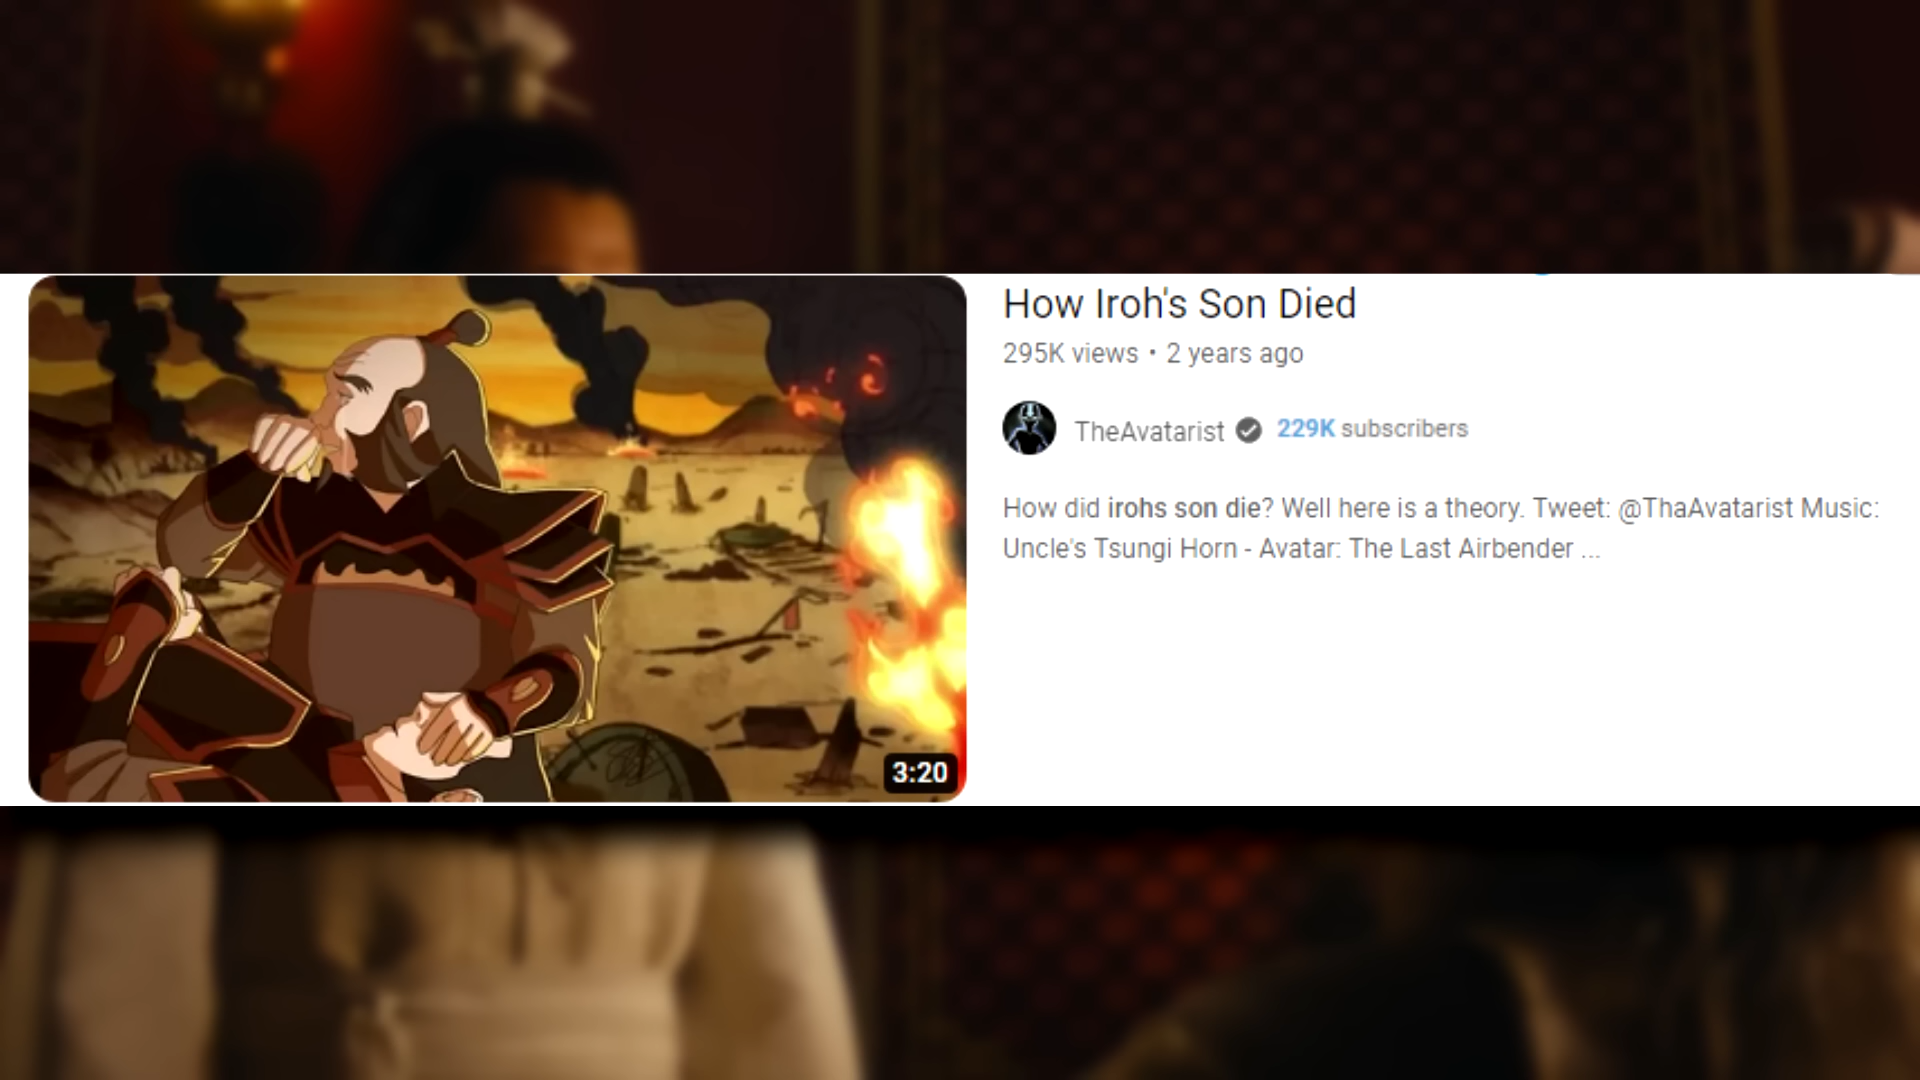 How Iroh's Son Died
295K views • 2 years ago
TheAvatarist 229K subscribers
How did irohs son die? Well here is a theory. Tweet: @ThaAvatarist Music:
Uncle's Tsungi Horn - Avatar: The Last Airbender ...
3:20